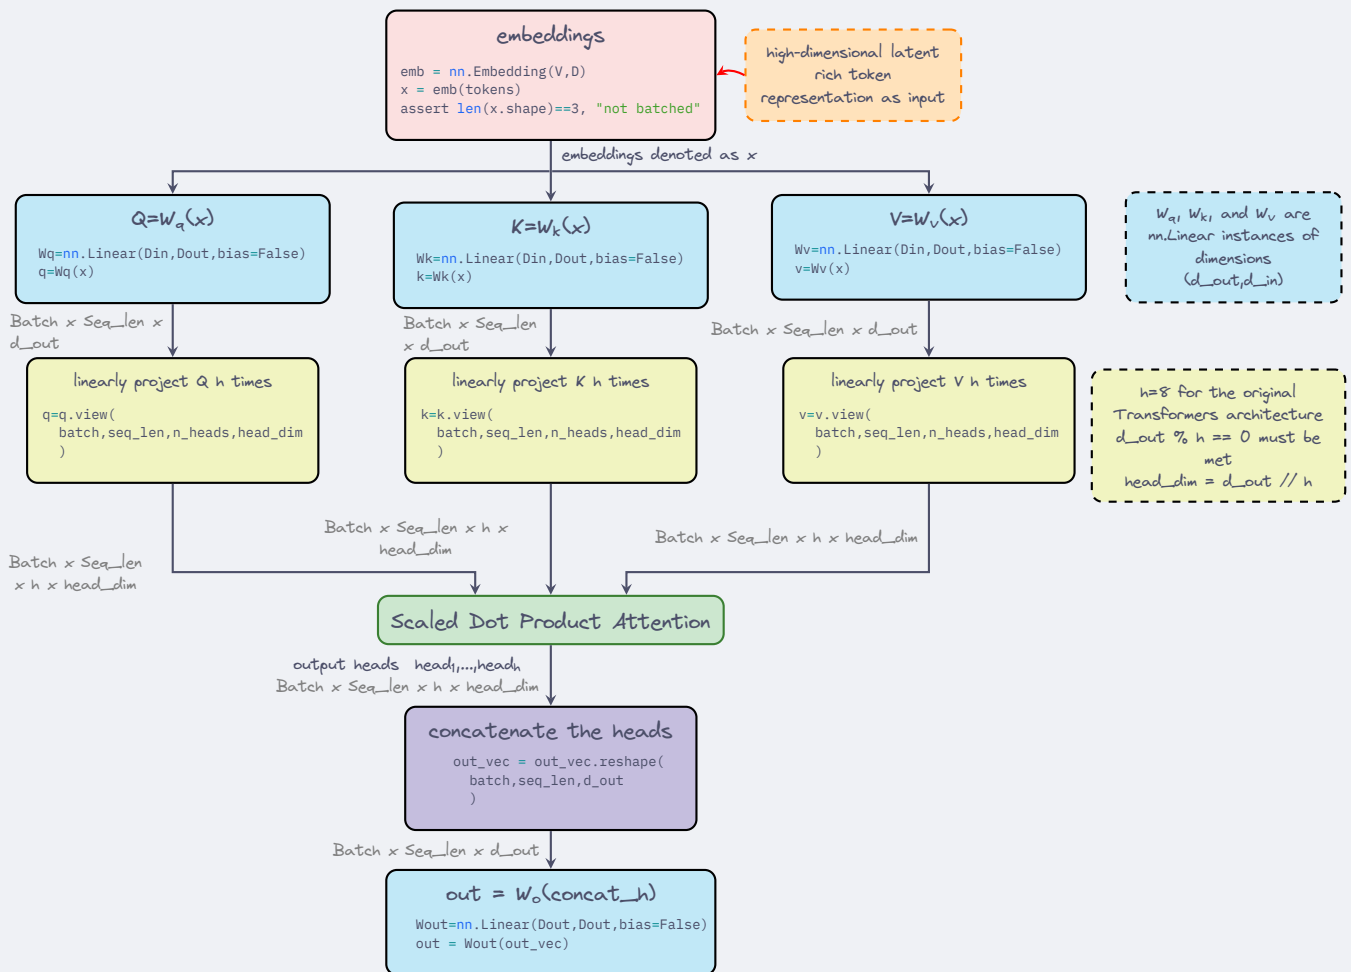 embeddings
emb = nn.Embedding(V,D)
x = emb(tokens)
assert len(x.shape)==3, "not batched"
high-dimensional latent
rich token
representation as input
embeddings denoted as x
Q=Wq(x)
Wq=nn.Linear(Din,Dout,bias=False)
q=Wq(x)
K=Wk(x)
Wk=nn.Linear(Din,Dout,bias=False)
k=Wk(x)
V=Wv(x)
Wv=nn.Linear(Din,Dout,bias=False)
v=Wv(x)
Wq, Wk, and Wv are
nn.Linear instances of
dimensions
(d_out,d_in)
Batch x Seq_len x
d_out
Batch x Seq_len
x d_out
Batch x Seq_len x d_out
linearly project Q h times
q=q.view(
batch,seq_len,n_heads,head_dim
)
linearly project K h times
k=k.view(
batch,seq_len,n_heads,head_dim
)
linearly project V h times
v=v.view(
batch,seq_len,n_heads,head_dim
)
h=8 for the original
Transformers architecture
d_out % h == 0 must be
met
head_dim = d_out // h
Batch x Seq_len
x h x head_dim
Batch x Seq_len x h x
head_dim
Batch x Seq_len x h x head_dim
Scaled Dot Product Attention
output heads head1,...,headh
Batch x Seq_len x h x head_dim
concatenate the heads
out_vec = out_vec.reshape(
batch,seq_len,d_out
)
Batch x Seq_len x d_out
out = Wo(concat_h)
Wout=nn.Linear(Dout,Dout,bias=False)
out = Wout(out_vec)